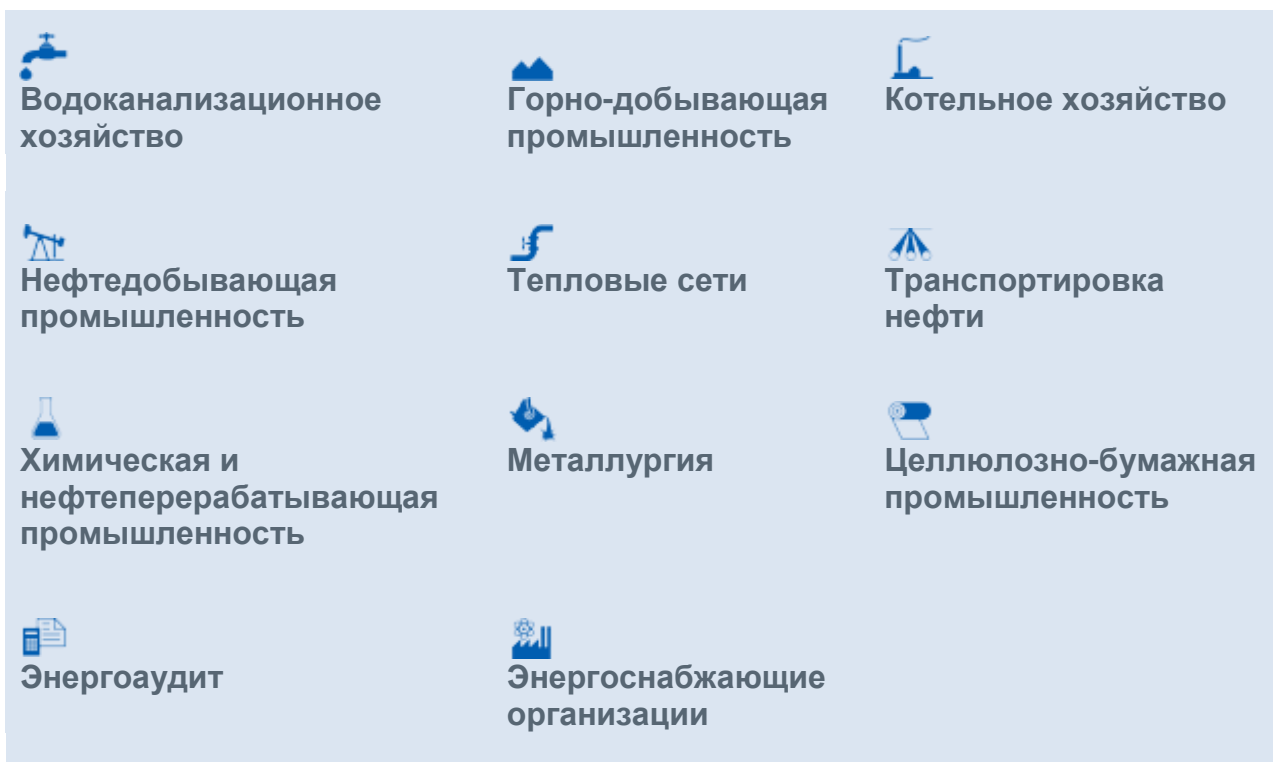 Водоканализационное
хозяйство
Горно-добывающая
промышленность
Котельное хозяйство
Нефтедобывающая
промышленность
Тепловые сети
Транспортировка
нефти
Химическая и
нефтеперерабатывающая
промышленность
Металлургия
Целлюлозно-бумажная
промышленность
Энергоаудит
Энергоснабжающие
организации